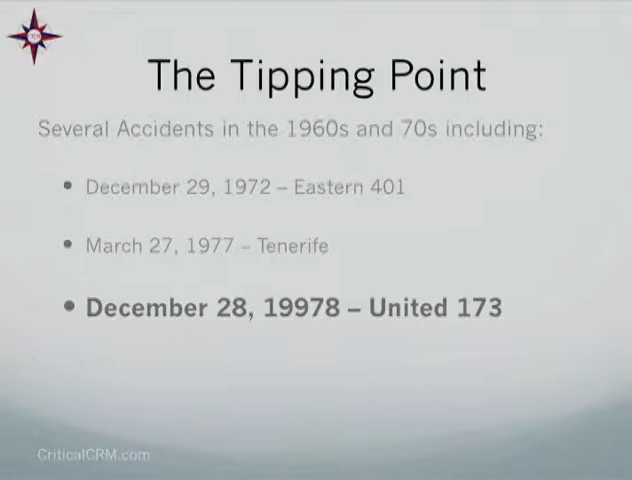 The Tipping Point
Several Accidents in the 1960s and 70s including:
• December 29, 1972 – Eastern 401
• March 27, 1977 – Tenerife
• December 28, 19978 – United 173
CriticalCRM.com